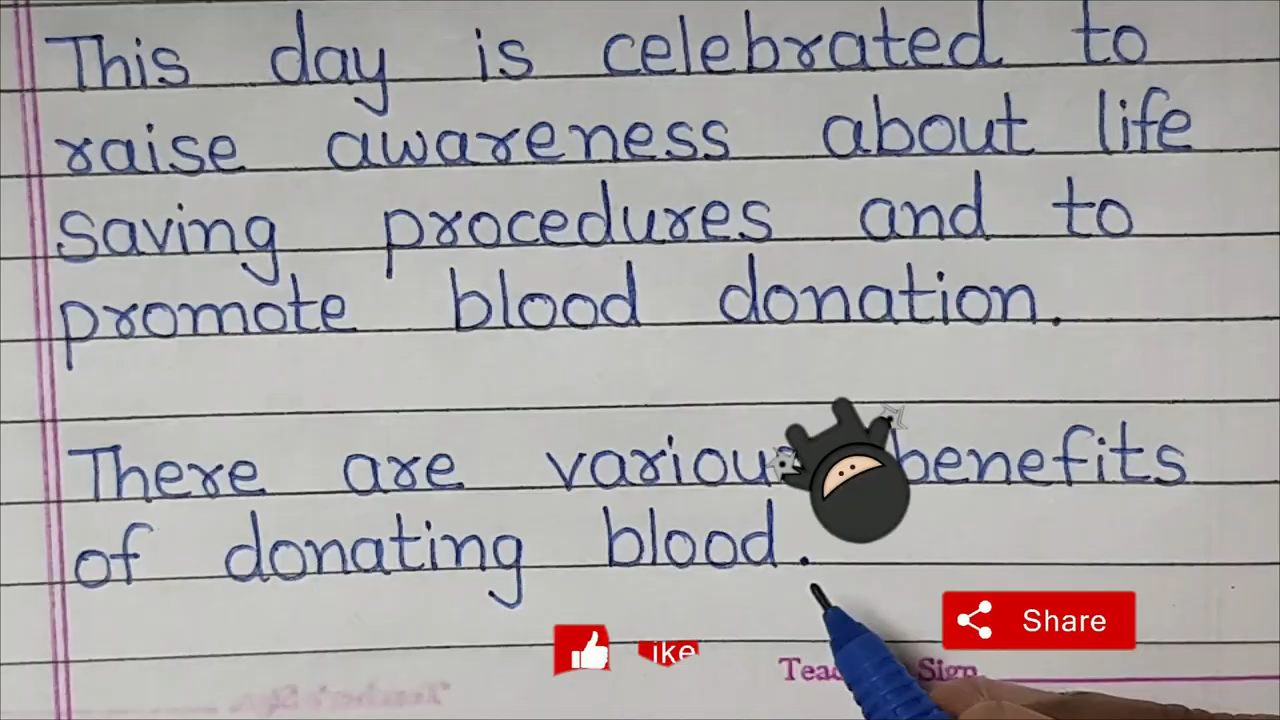 This day is celebrated to
raise awareness about life
saving procedures and to
promote blood donation.
There are various benefits
of donating blood.
Share